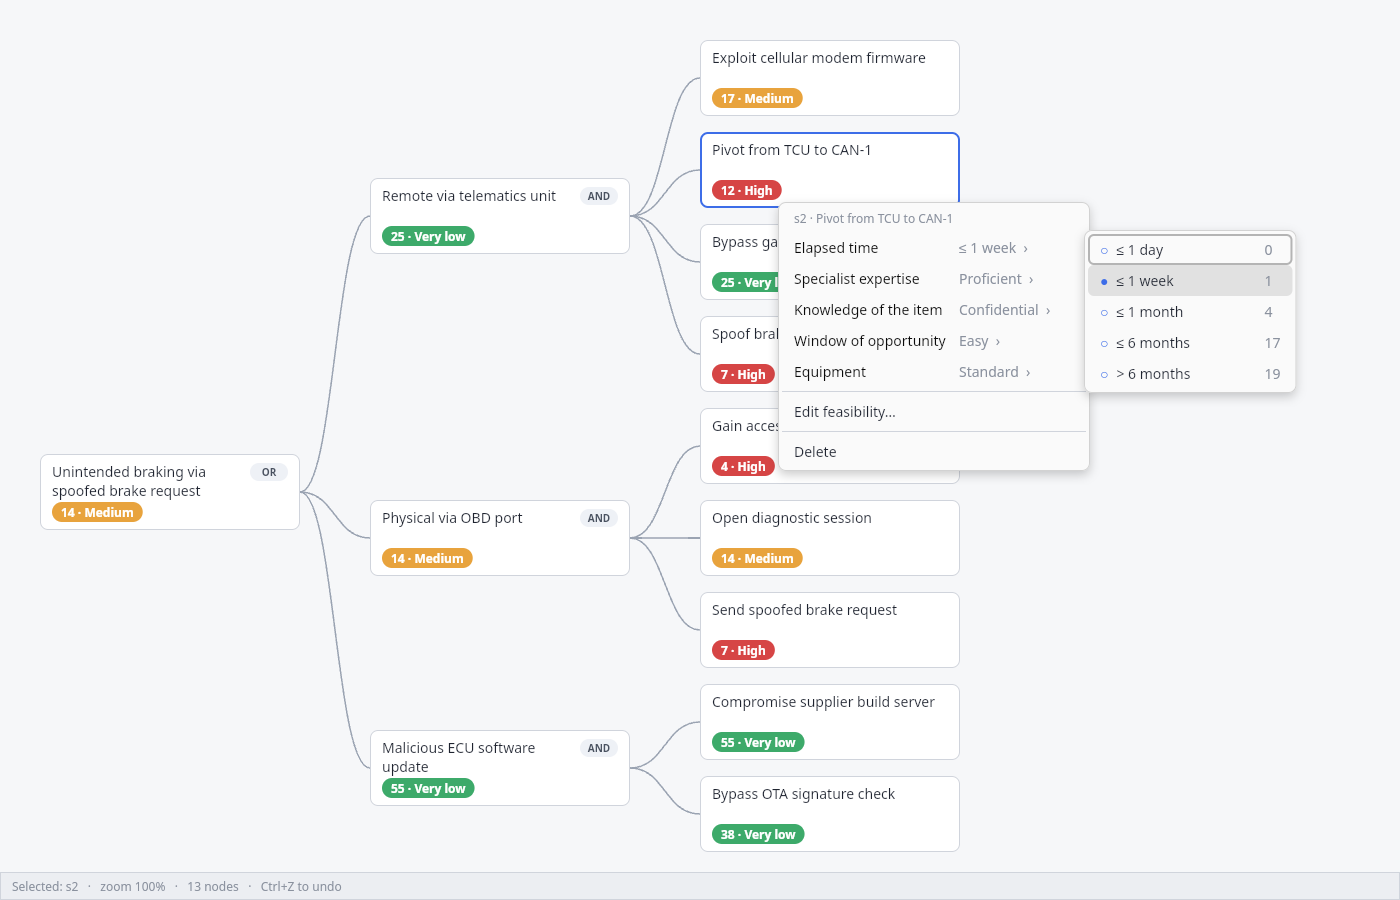 Exploit cellular modem firmware
17 · Medium
Pivot from TCU to CAN-1
12 · High
Remote via telematics unit
AND
25 · Very low
Bypass ga
25 · Very l
Spoof bra
7 · High
s2 · Pivot from TCU to CAN-1
Elapsed time ≤ 1 week ›
Specialist expertise Proficient ›
Knowledge of the item Confidential ›
Window of opportunity Easy ›
Equipment Standard ›
Edit feasibility...
Delete
○ ≤ 1 day 0
● ≤ 1 week 1
○ ≤ 1 month 4
○ ≤ 6 months 17
○ > 6 months 19
Gain acces
4 · High
Unintended braking via
spoofed brake request
OR
14 · Medium
Physical via OBD port
AND
14 · Medium
Open diagnostic session
14 · Medium
Send spoofed brake request
7 · High
Compromise supplier build server
55 · Very low
Malicious ECU software
update
AND
55 · Very low
Bypass OTA signature check
38 · Very low
Selected: s2 · zoom 100% · 13 nodes · Ctrl+Z to undo